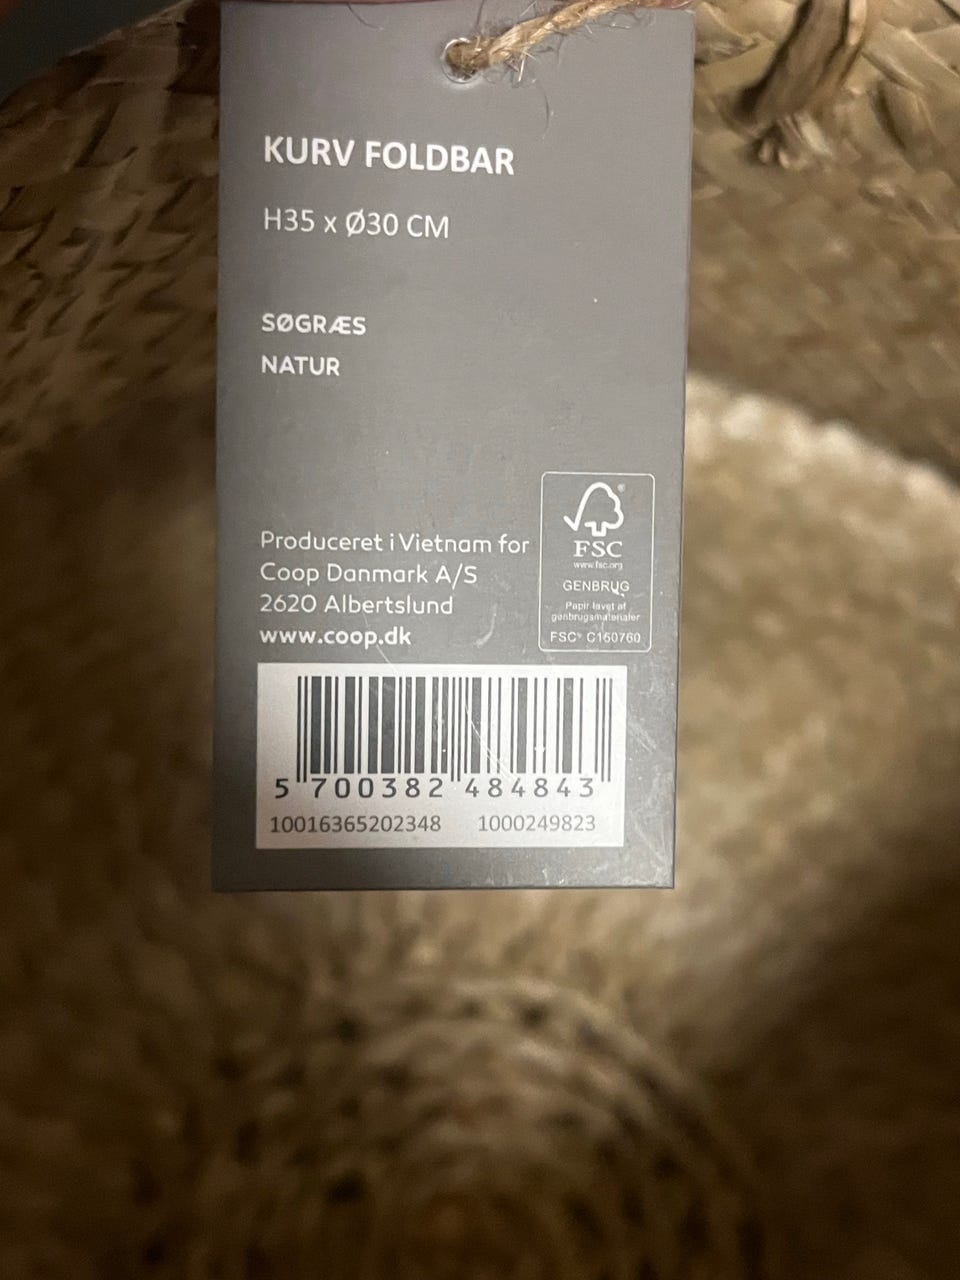 KURV FOLDBAR
H35 x Ø30 CM
SØGRÆS
NATUR
Produceret i Vietnam for
Coop Danmark A/S
2620 Albertslund
www.coop.dk
®
FSC
www.fsc.org
GENBRUG
Papir lavet af
genbrugsmaterialer
FSC® C160760
5 700382 484843
10016365202348 1000249823